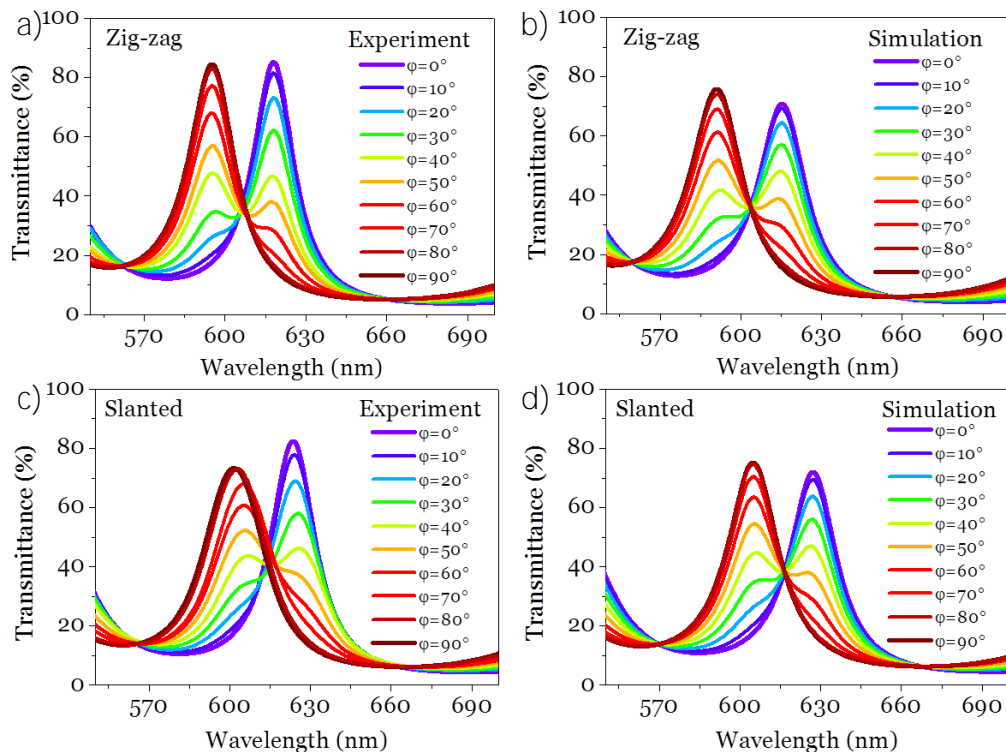 a)
Zig-zag
Experiment
φ=0°
φ=10°
φ=20°
φ=30°
φ=40°
φ=50°
φ=60°
φ=70°
φ=80°
φ=90°
Transmittance (%)
100
80
60
40
20
0
570 600 630 660 690
Wavelength (nm)
b)
Zig-zag
Simulation
φ=0°
φ=10°
φ=20°
φ=30°
φ=40°
φ=50°
φ=60°
φ=70°
φ=80°
φ=90°
Transmittance (%)
100
80
60
40
20
0
570 600 630 660 690
Wavelength (nm)
c)
Slanted
Experiment
φ=0°
φ=10°
φ=20°
φ=30°
φ=40°
φ=50°
φ=60°
φ=70°
φ=80°
φ=90°
Transmittance (%)
100
80
60
40
20
0
570 600 630 660 690
Wavelength (nm)
d)
Slanted
Simulation
φ=0°
φ=10°
φ=20°
φ=30°
φ=40°
φ=50°
φ=60°
φ=70°
φ=80°
φ=90°
Transmittance (%)
100
80
60
40
20
0
570 600 630 660 690
Wavelength (nm)